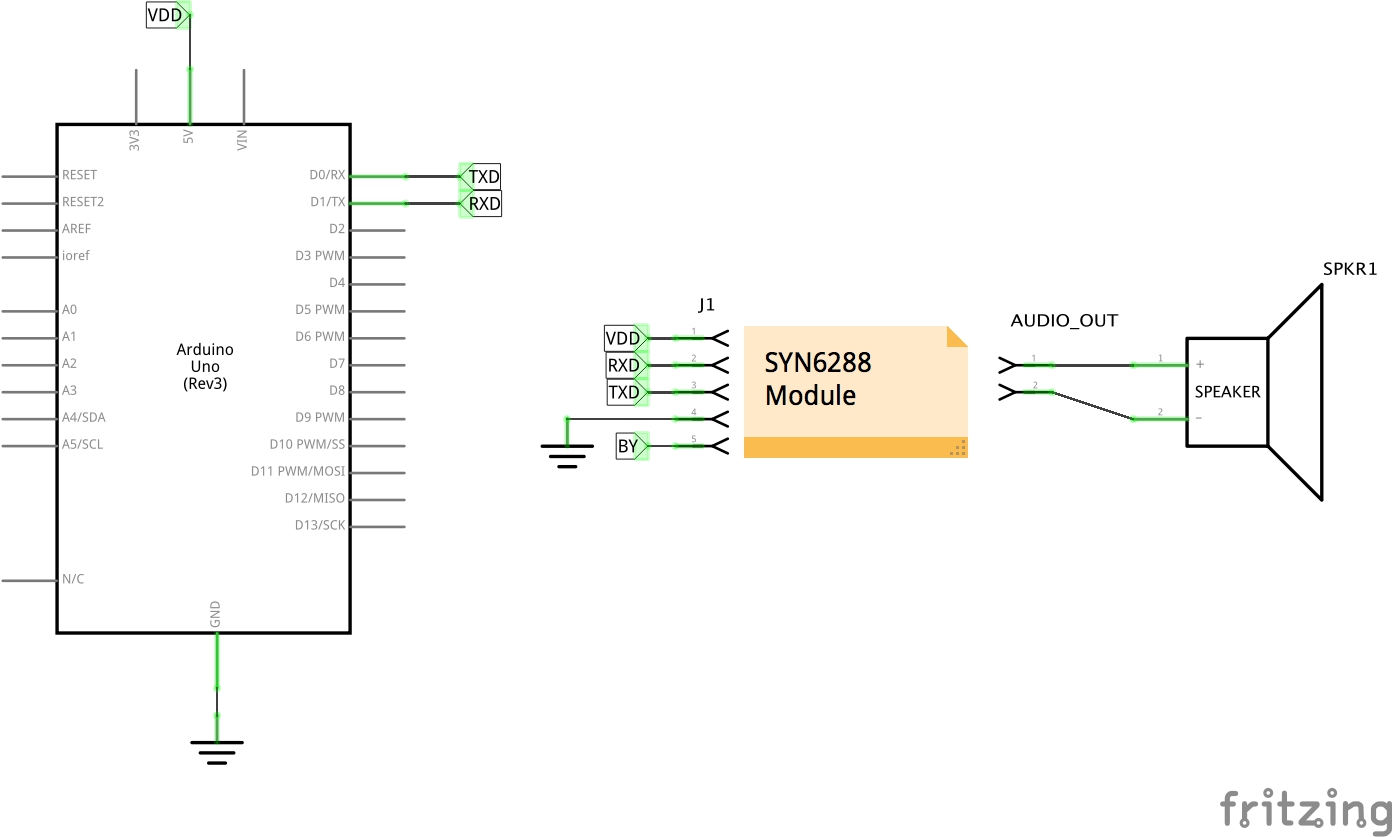 VDD
3V3
5V
VIN
RESET
RESET2
AREF
ioref
A0
A1
A2
A3
A4/SDA
A5/SCL
N/C
Arduino
Uno
(Rev3)
D0/RX
D1/TX
D2
D3 PWM
D4
D5 PWM
D6 PWM
D7
D8
D9 PWM
D10 PWM/SS
D11 PWM/MOSI
D12/MISO
D13/SCK
GND
TXD
RXD
J1
VDD 1
RXD 2
TXD 3
4
BY 5
SYN6288
Module
AUDIO_OUT
1
2
SPKR1
1 +
SPEAKER
2 −
fritzing